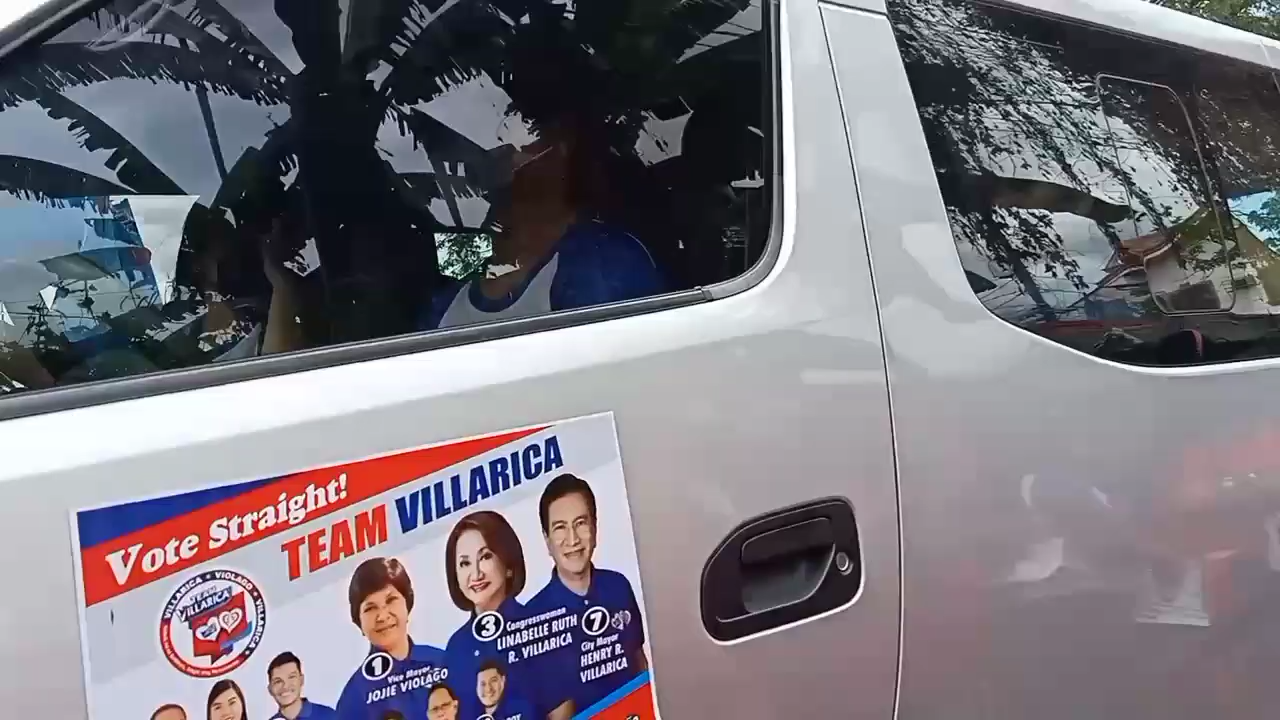 Vote Straight!
TEAM VILLARICA
VILLARICA • VIOLAGO • VILLARICA
TEAM
VILLARICA
1
Vice Mayor
JOJIE VIOLAGO
3
Congresswoman
LINABELLE RUTH
R. VILLARICA
7
City Mayor
HENRY R.
VILLARICA